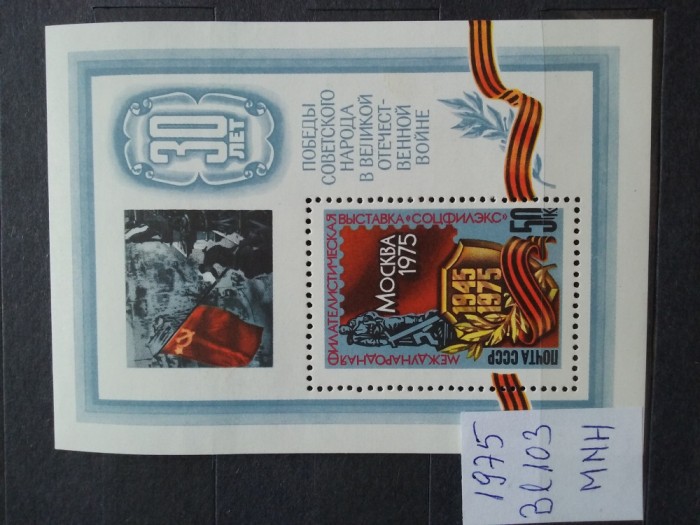 30
ЛЕТ
ПОБЕДЫ
СОВЕТСКОГО
НАРОДА
В ВЕЛИКОЙ
ОТЕЧЕСТ-
ВЕННОЙ
ВОЙНЕ
МЕЖДУНАРОДНАЯ
ФИЛАТЕЛИСТИЧЕСКАЯ
ВЫСТАВКА "СОЦФИЛЭКС"
МОСКВА
1975
1945
1975
50К
ПОЧТА СССР
1975
Bl 103
MNH